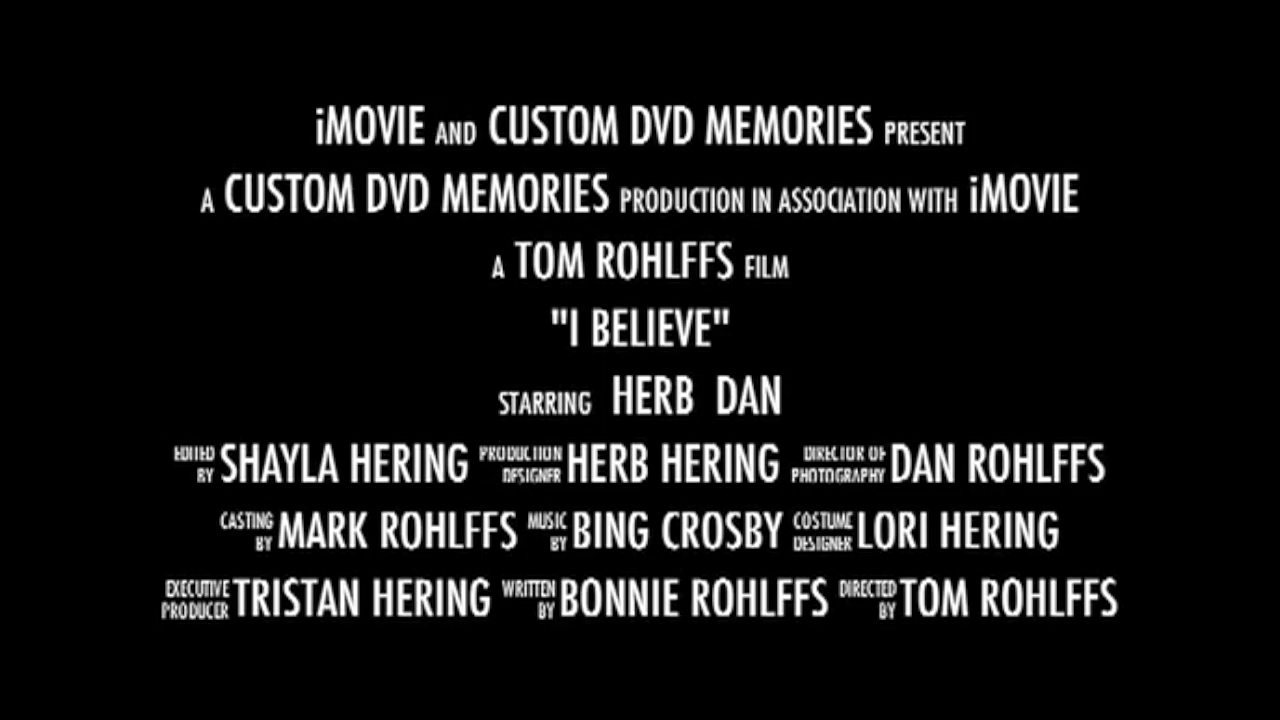 iMOVIE AND CUSTOM DVD MEMORIES PRESENT
A CUSTOM DVD MEMORIES PRODUCTION IN ASSOCIATION WITH iMOVIE
A TOM ROHLFFS FILM
"I BELIEVE"
STARRING HERB DAN
EDITED BY SHAYLA HERING PRODUCTION DESIGNER HERB HERING DIRECTOR OF PHOTOGRAPHY DAN ROHLFFS
CASTING BY MARK ROHLFFS MUSIC BY BING CROSBY COSTUME DESIGNER LORI HERING
EXECUTIVE PRODUCER TRISTAN HERING WRITTEN BY BONNIE ROHLFFS DIRECTED BY TOM ROHLFFS